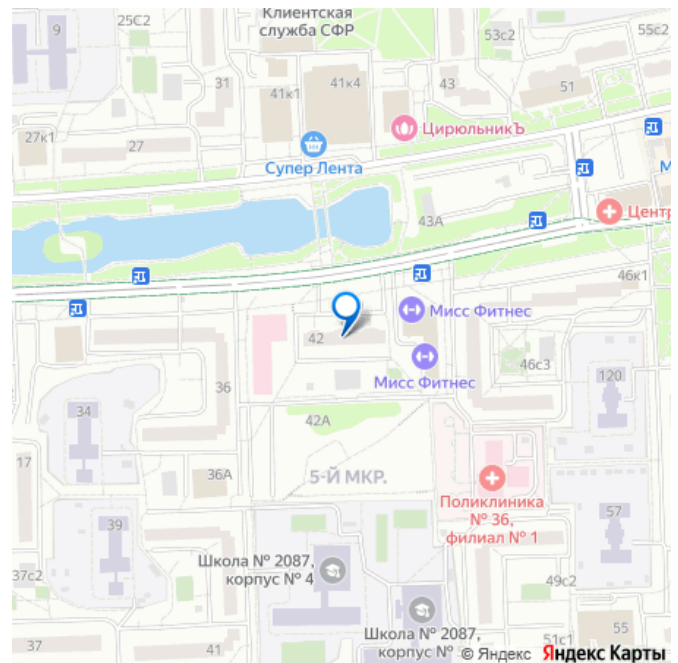 9
25С2
Клиентская
служба СФР
53с2
55с2
31
41к1
41к4
43
51
27к1
27
ЦирюльникЪ
Супер Лента
М
43А
Центр
46к1
Мисс Фитнес
42
46с3
Мисс Фитнес
120
36
34
42А
17
36А
5-Й МКР.
Поликлиника
№ 36,
филиал № 1
39
57
Школа № 2087,
корпус № 4
37с2
49с2
Школа № 2087,
корпус №
37
41
51с1
55
© Яндекс Яндекс Карты